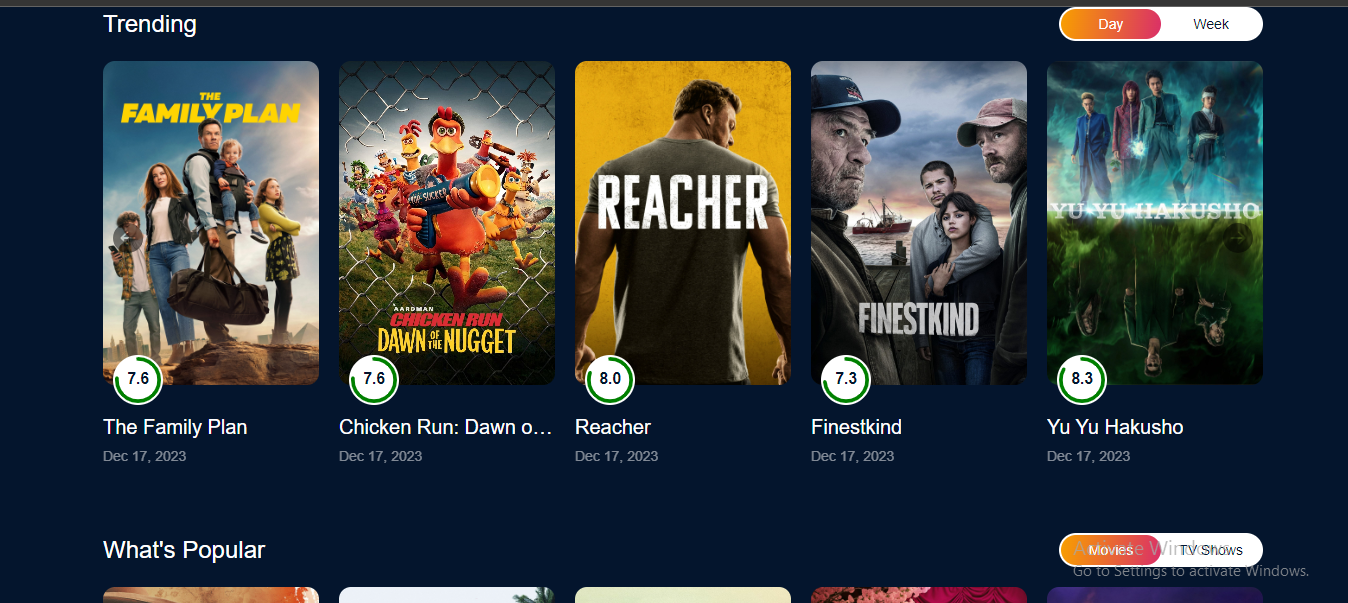 Trending
Day
Week
THE
FAMILY PLAN
AARDMAN
CHICKEN RUN
DAWN OF THE NUGGET
REACHER
FINESTKIND
YU YU HAKUSHO
7.6
7.6
8.0
7.3
8.3
The Family Plan
Chicken Run: Dawn o...
Reacher
Finestkind
Yu Yu Hakusho
Dec 17, 2023
Dec 17, 2023
Dec 17, 2023
Dec 17, 2023
Dec 17, 2023
What's Popular
Movies
TV Shows
Activate Windows
Go to Settings to activate Windows.